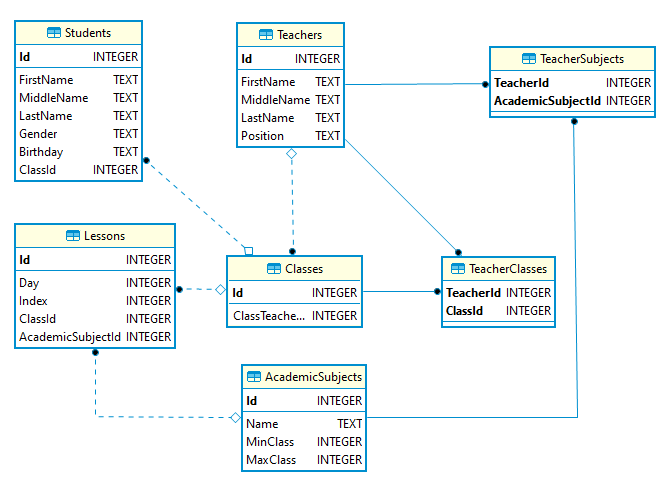 Students
Id INTEGER
FirstName TEXT
MiddleName TEXT
LastName TEXT
Gender TEXT
Birthday TEXT
ClassId INTEGER
Teachers
Id INTEGER
FirstName TEXT
MiddleName TEXT
LastName TEXT
Position TEXT
TeacherSubjects
TeacherId INTEGER
AcademicSubjectId INTEGER
Lessons
Id INTEGER
Day INTEGER
Index INTEGER
ClassId INTEGER
AcademicSubjectId INTEGER
Classes
Id INTEGER
ClassTeache... INTEGER
TeacherClasses
TeacherId INTEGER
ClassId INTEGER
AcademicSubjects
Id INTEGER
Name TEXT
MinClass INTEGER
MaxClass INTEGER